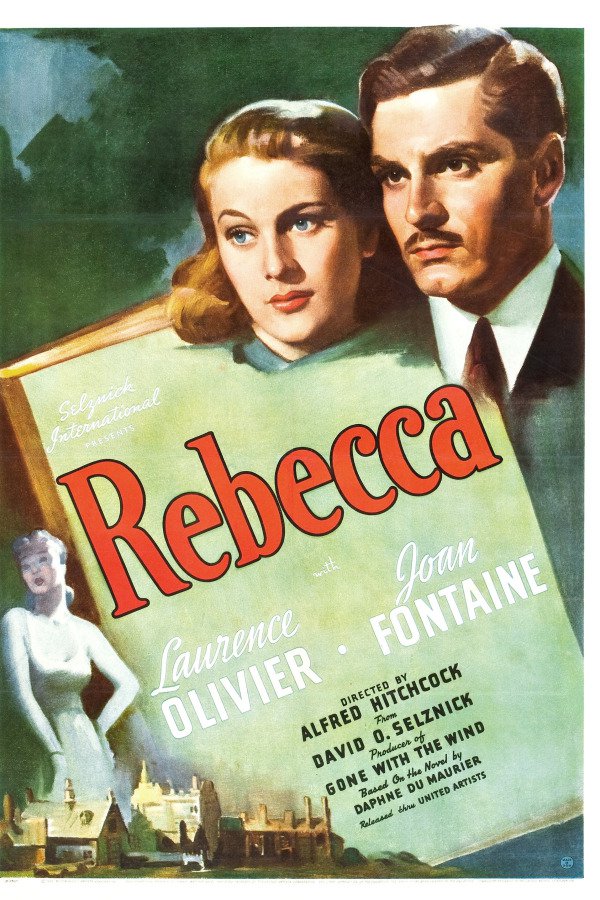 Selznick
International
PRESENTS
Rebecca
with
Laurence
OLIVIER ·
Joan
FONTAINE
DIRECTED BY
ALFRED HITCHCOCK
From
DAVID O. SELZNICK
Producer of
GONE WITH THE WIND
Based On the Novel by
DAPHNE DU MAURIER
Released thru UNITED ARTISTS